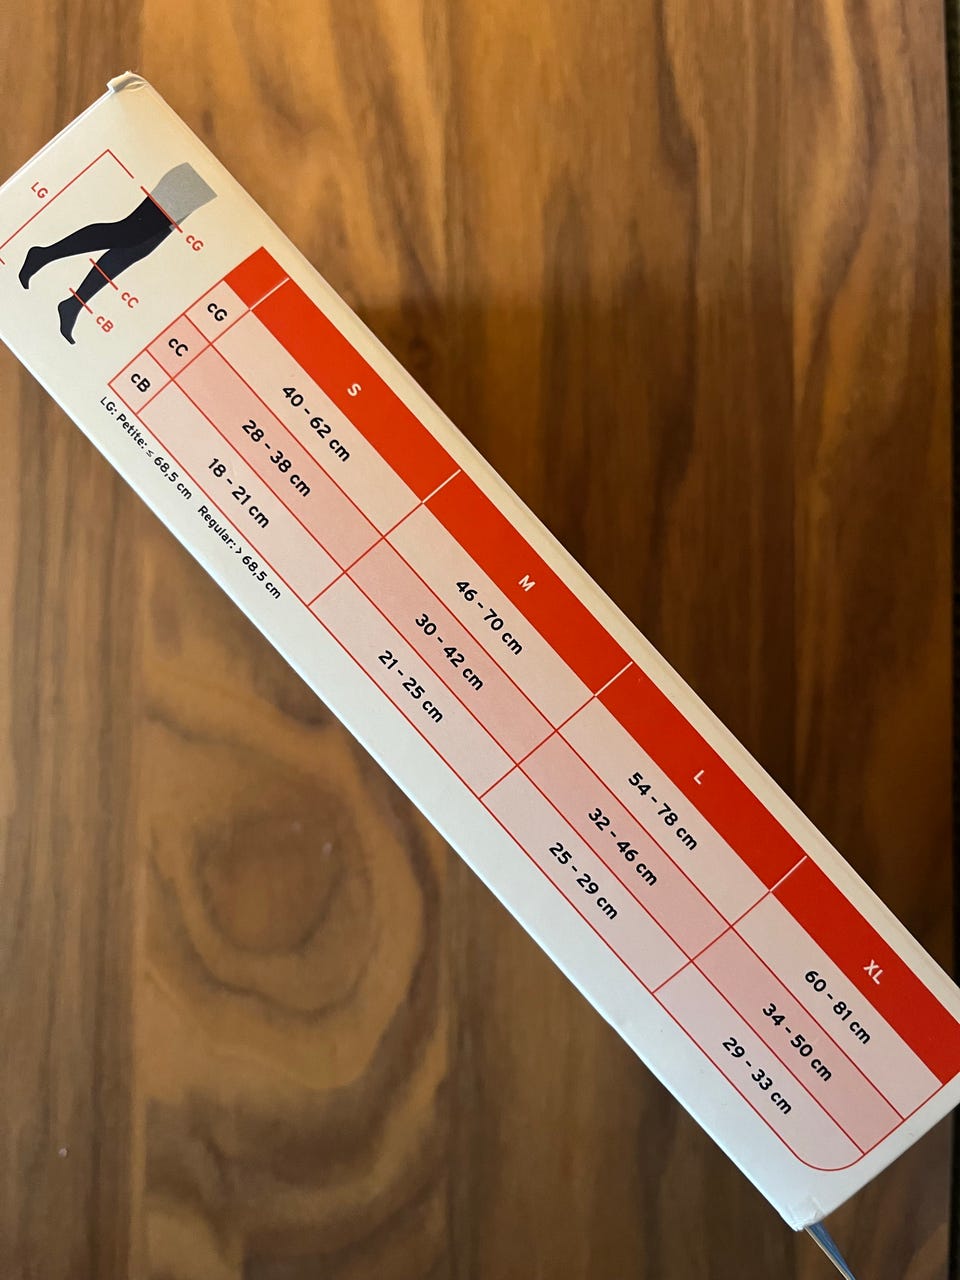 LG
cG
cC
cB
S M L XL
cG 40 - 62 cm 46 - 70 cm 54 - 78 cm 60 - 81 cm
cC 28 - 38 cm 30 - 42 cm 32 - 46 cm 34 - 50 cm
cB 18 - 21 cm 21 - 25 cm 25 - 29 cm 29 - 33 cm
LG: Petite: ≤ 68,5 cm Regular: > 68,5 cm